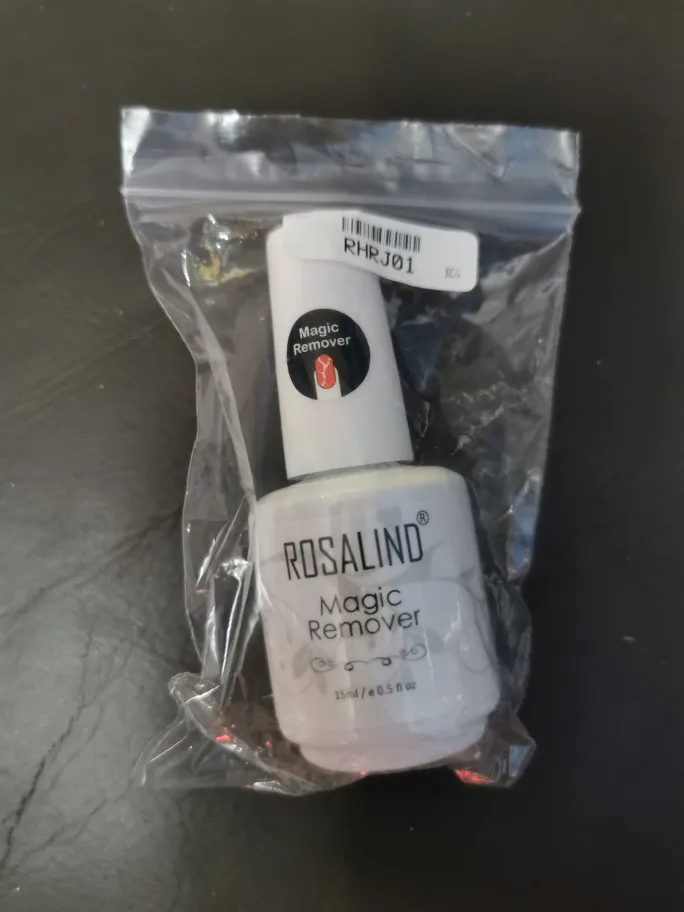 RHRJ01
Magic
Remover
ROSALIND®
Magic
Remover
15ml / e 0.5 fl oz